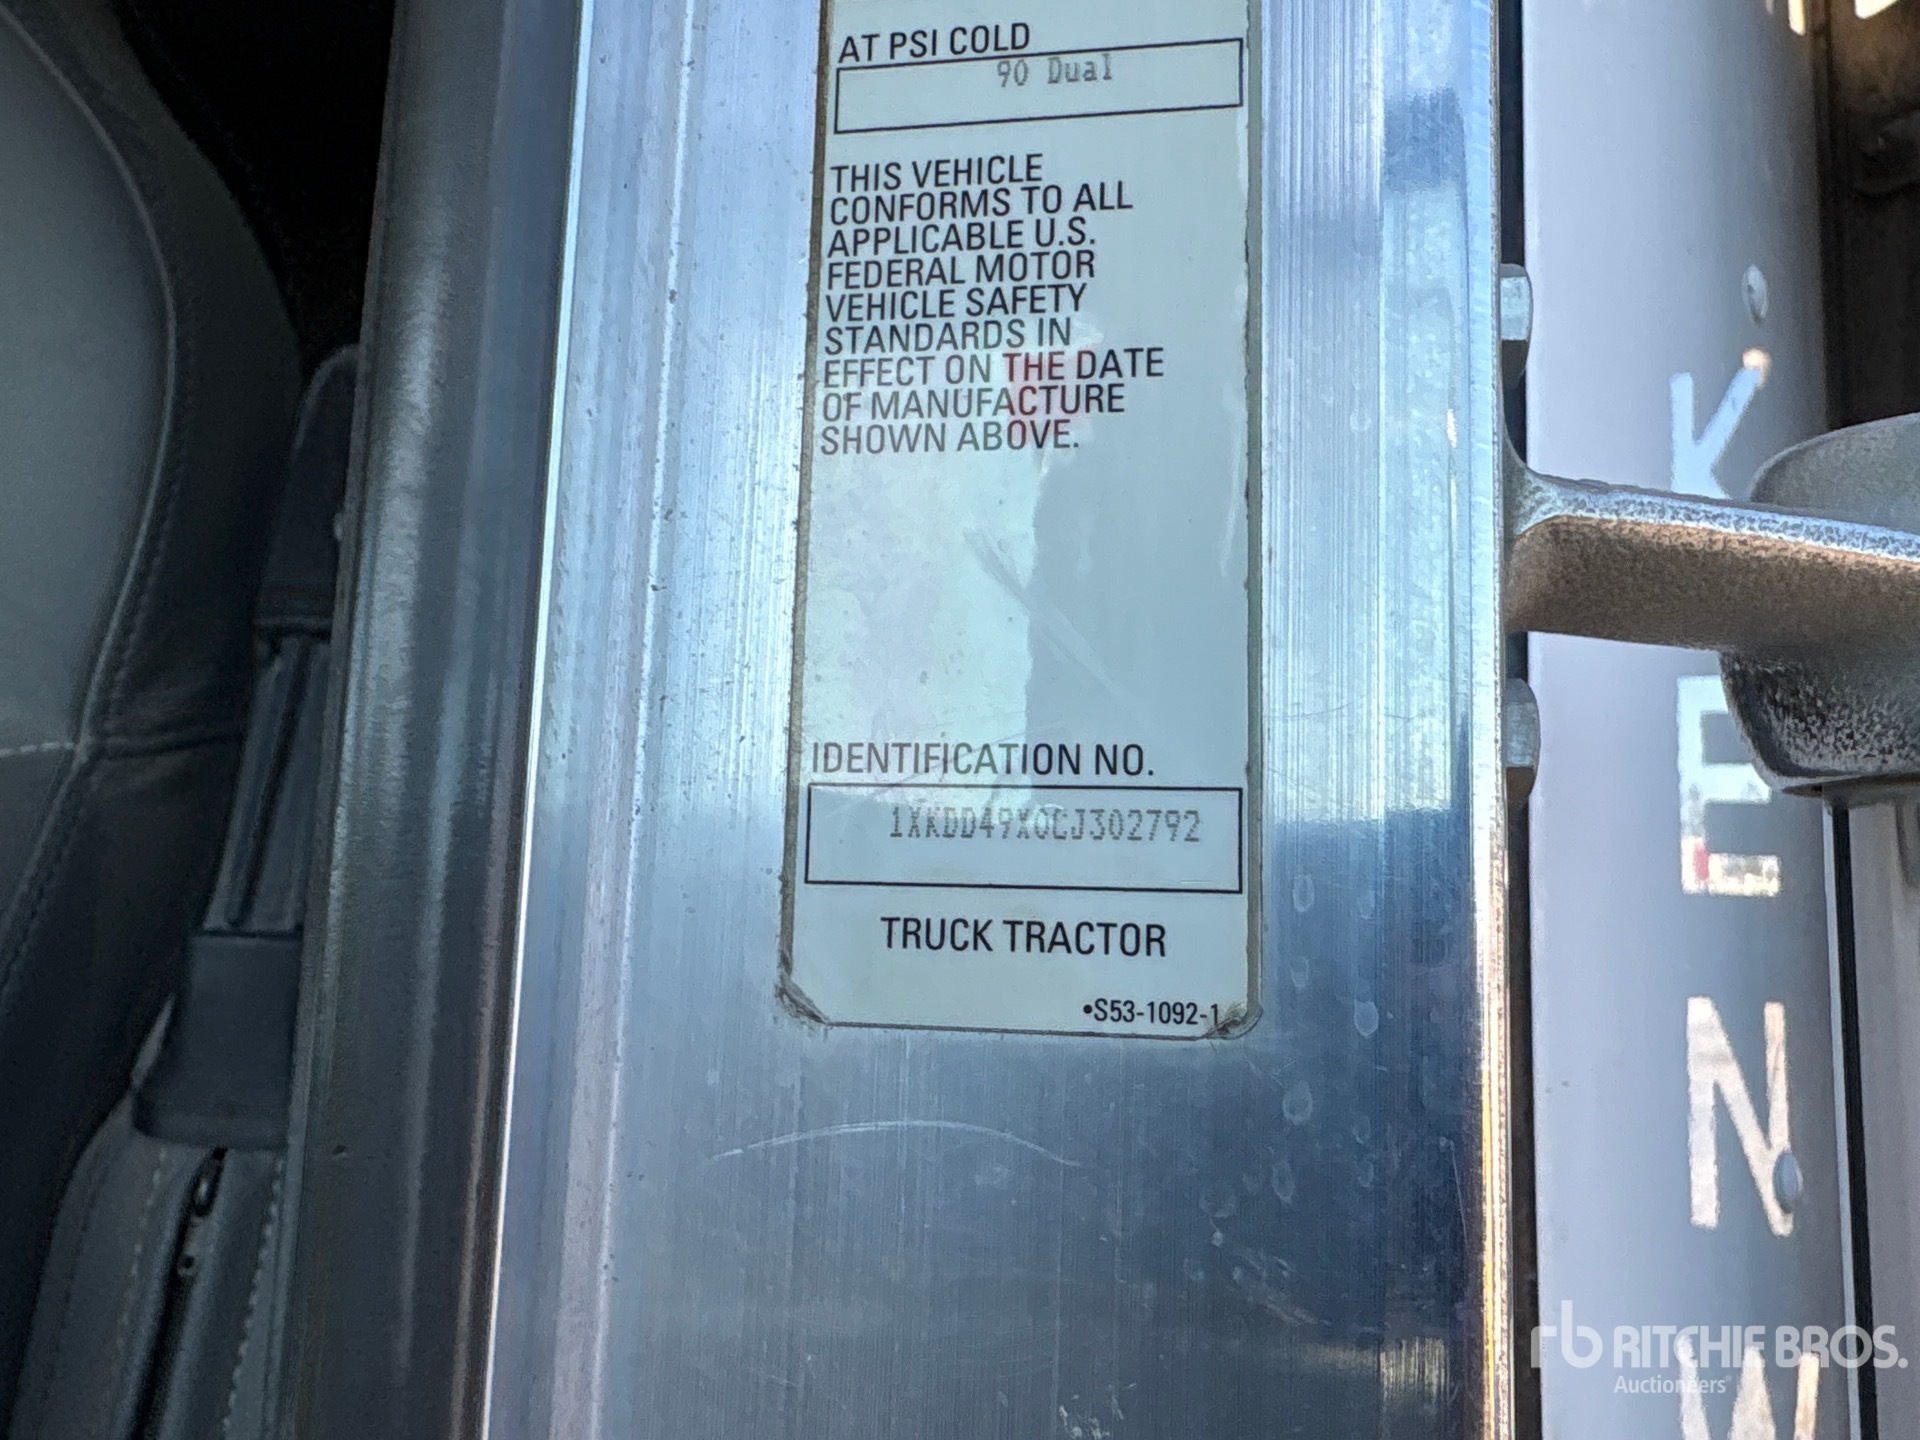 AT PSI COLD
90 Dual
THIS VEHICLE
CONFORMS TO ALL
APPLICABLE U.S.
FEDERAL MOTOR
VEHICLE SAFETY
STANDARDS IN
EFFECT ON THE DATE
OF MANUFACTURE
SHOWN ABOVE.
IDENTIFICATION NO.
1XKDD49X0CJ302792
TRUCK TRACTOR
•S53-1092-1
K
E
N
W
rb RITCHIE BROS.
Auctioneers